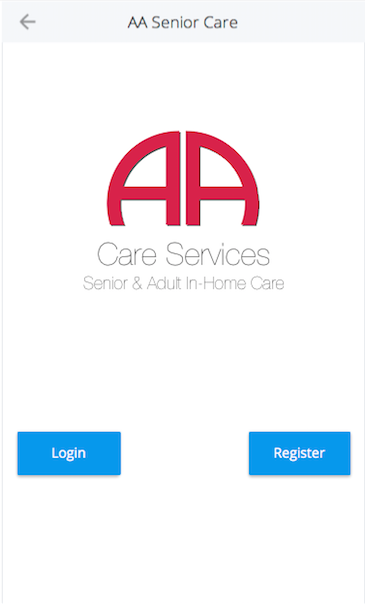 AA Senior Care
AA
Care Services
Senior & Adult In-Home Care
Login
Register